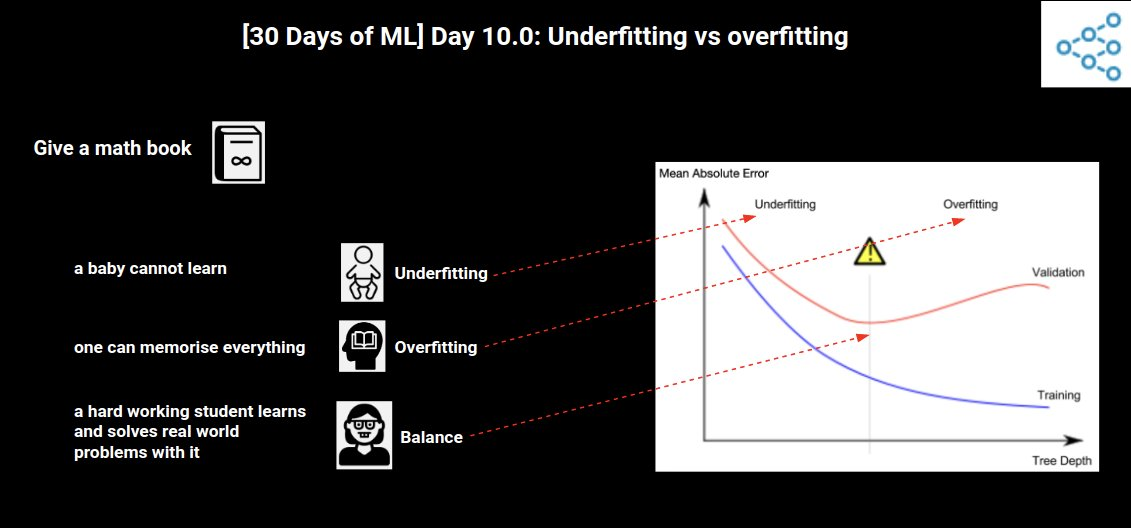 [30 Days of ML] Day 10.0: Underfitting vs overfitting
Give a math book
∞
a baby cannot learn
Underfitting
one can memorise everything
Overfitting
a hard working student learns
and solves real world
problems with it
Balance
Mean Absolute Error
Underfitting
Overfitting
!
Validation
Training
Tree Depth